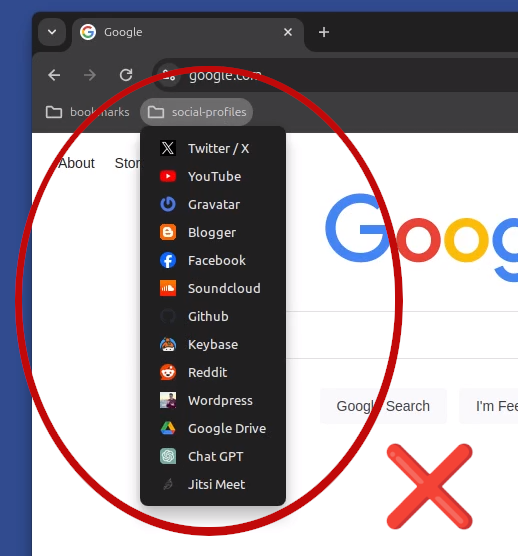 Google
google.com
bookmarks social-profiles
About Stor
Twitter / X
YouTube
Gravatar
Blogger
Facebook
Soundcloud
Github
Keybase
Reddit
Wordpress
Google Drive
Chat GPT
Jitsi Meet
Goog
Google Search I'm Fee